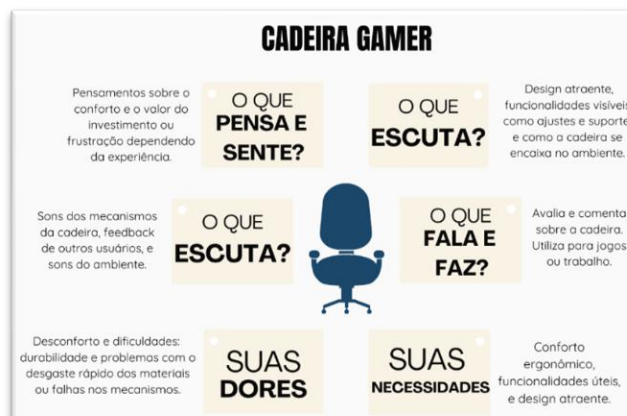 CADEIRA GAMER
Pensamentos sobre o
conforto e o valor do
investimento ou
frustração dependendo
da experiência.
O QUE
PENSA E
SENTE?
O QUE
ESCUTA?
Design atraente,
funcionalidades visíveis
como ajustes e suporte
e como a cadeira se
encaixa no ambiente.
Sons dos mecanismos
da cadeira, feedback
de outros usuários, e
sons do ambiente.
O QUE
ESCUTA?
O QUE
FALA E
FAZ?
Avalia e comenta
sobre a cadeira.
Utiliza para jogos
ou trabalho.
Desconforto e dificuldades:
durabilidade e problemas com o
desgaste rápido dos materiais
ou falhas nos mecanismos.
SUAS
DORES
SUAS
NECESSIDADES
Conforto
ergonômico,
funcionalidades úteis,
e design atraente.